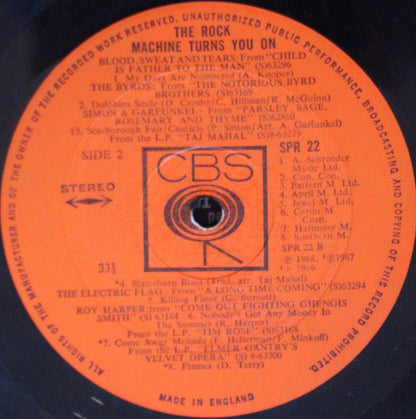 ALL RIGHTS OF THE MANUFACTURER AND OF THE OWNER OF THE RECORDED WORK RESERVED. UNAUTHORIZED PUBLIC PERFORMANCE, BROADCASTING AND COPYING OF THIS RECORD PROHIBITED.
THE ROCK
MACHINE TURNS YOU ON
BLOOD, SWEAT AND TEARS: From "CHILD
IS FATHER TO THE MAN" (S)63296
1. My Days Are Numbered (A. Kooper)
THE BYRDS: From "THE NOTORIOUS BYRD
BROTHERS (S)63169
2. Dolphins Smile (D. Crosby/C. Hillman/R. McGuinn)
SIMON & GARFUNKEL: From "PARSLEY, SAGE,
ROSEMARY AND THYME" (S)62860
3. Scarborough Fair/Canticle (P. Simon/Arr. A. Garfunkel)
From the L.P. "TAJ MAHAL" (S)8-63279
SIDE 2
CBS
SPR 22
STEREO
1. A. Schroeder
Music Ltd.
2. Cop. Con.
3. Pattern M Ltd.
4. April M. Ltd.
5. Jewel M Ltd.
6. Carlin M
Corp.
7. Harmony M.
8. Southern M.
SPR 22 B
33⅓
℗ 1968, *℗1967
1966
*4. Statesboro Blues (Trad. arr. Taj Mahal)
THE ELECTRIC FLAG, From "A LONG TIME COMING" (S)63294
5. Killing Floor (C. Burnett)
ROY HARPER from "COME OUT FIGHTING GHENGIS
SMITH" (S) 63184 6. Nobody's Got Any Money In
The Summer (R. Harper)
From the L.P. "TIM ROSE" (S)63168
*7. Come Away Malinda (F. Hellerman/F. Minkoff)
From the L.P. "ELMER GANTRY'S
VELVET OPERA" (S) 8-63300
*8. Flames (D. Terry)
MADE IN ENGLAND